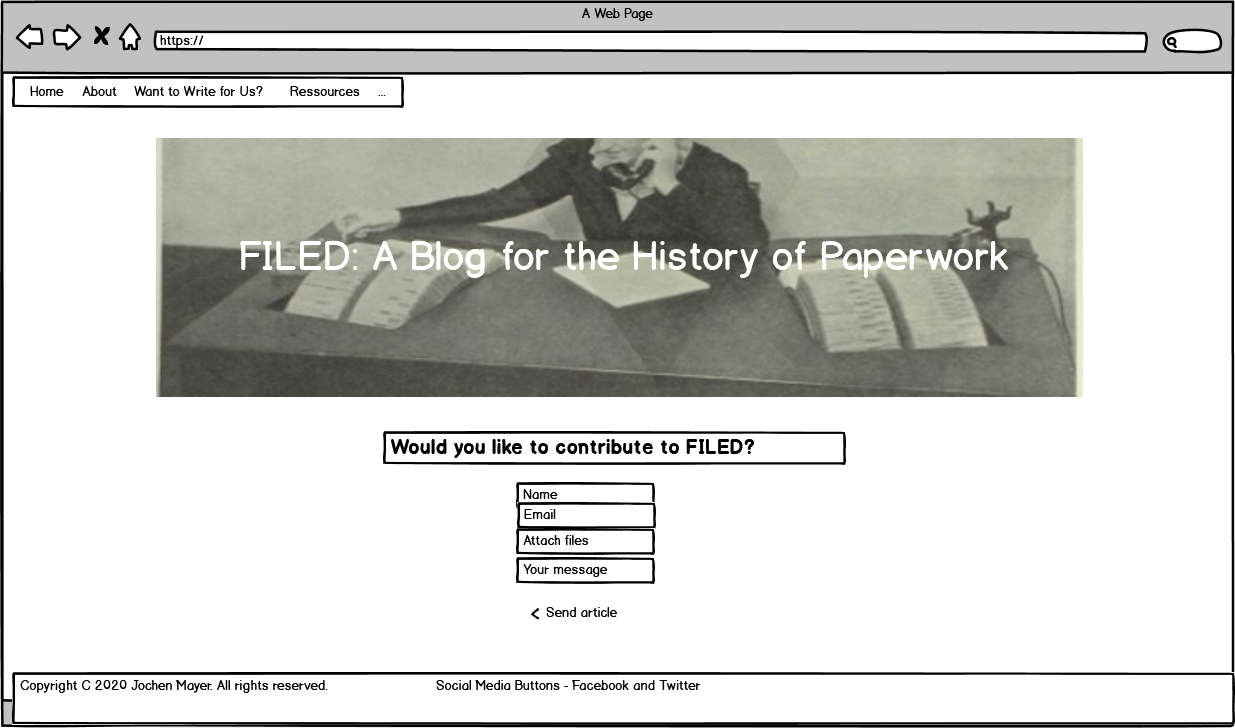 A Web Page
https://
Home About Want to Write for Us? Ressources ...
FILED: A Blog for the History of Paperwork
Would you like to contribute to FILED?
Name
Email
Attach files
Your message
< Send article
Copyright C 2020 Jochen Mayer. All rights reserved. Social Media Buttons - Facebook and Twitter